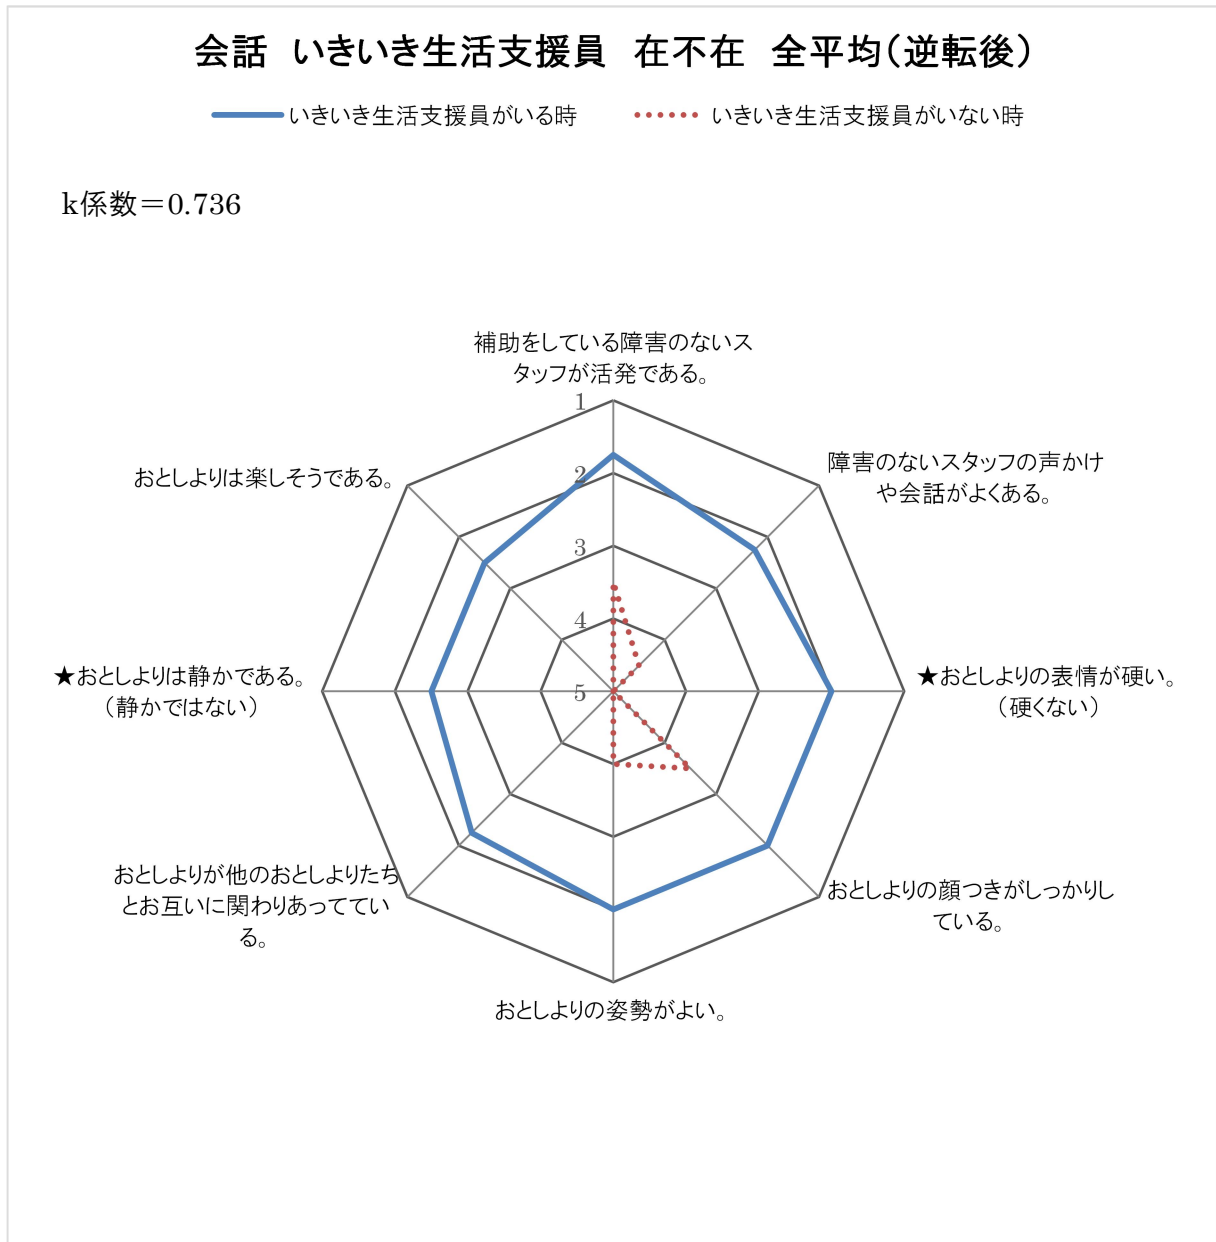 会話　いきいき生活支援員　在不在　全平均（逆転後）
いきいき生活支援員がいる時
いきいき生活支援員がいない時
k係数＝0.736
補助をしている障害のないス
タッフが活発である。
障害のないスタッフの声かけ
や会話がよくある。
★おとしよりの表情が硬い。
（硬くない）
おとしよりの顔つきがしっかりし
ている。
おとしよりの姿勢がよい。
おとしよりが他のおとしよりたち
とお互いに関わりあっててい
る。
★おとしよりは静かである。
（静かではない）
おとしよりは楽しそうである。
1
2
3
4
5